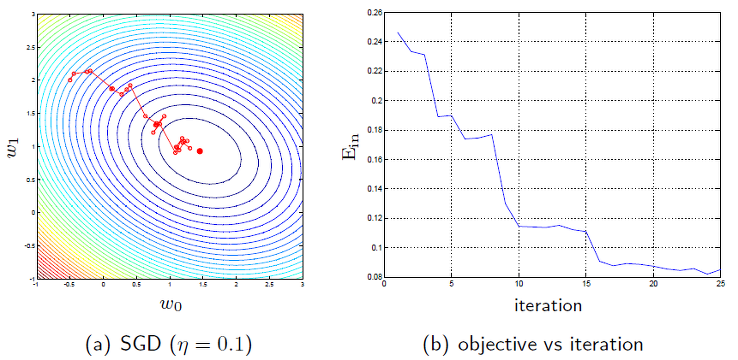 3
2.5
2
1.5
1
0.5
0
-0.5
-1
-1 -0.5 0 0.5 1 1.5 2 2.5 3
w1
w0
(a) SGD (η = 0.1)
0.26
0.24
0.22
0.2
0.18
0.16
0.14
0.12
0.1
0.08
0 5 10 15 20 25
Ein
iteration
(b) objective vs iteration